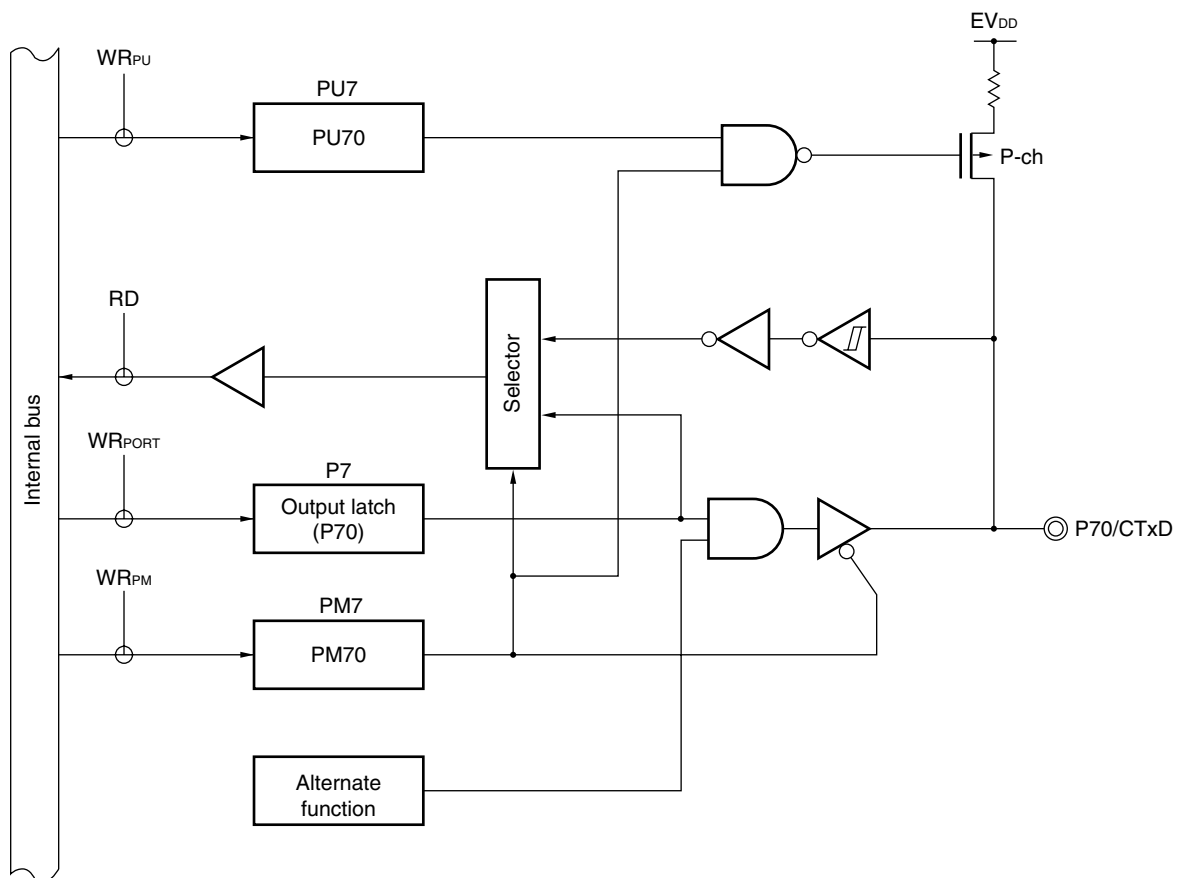 EVDD
WRPU
PU7
PU70
P-ch
RD
Selector
Internal bus
WRPORT
P7
Output latch
(P70)
P70/CTxD
WRPM
PM7
PM70
Alternate
function